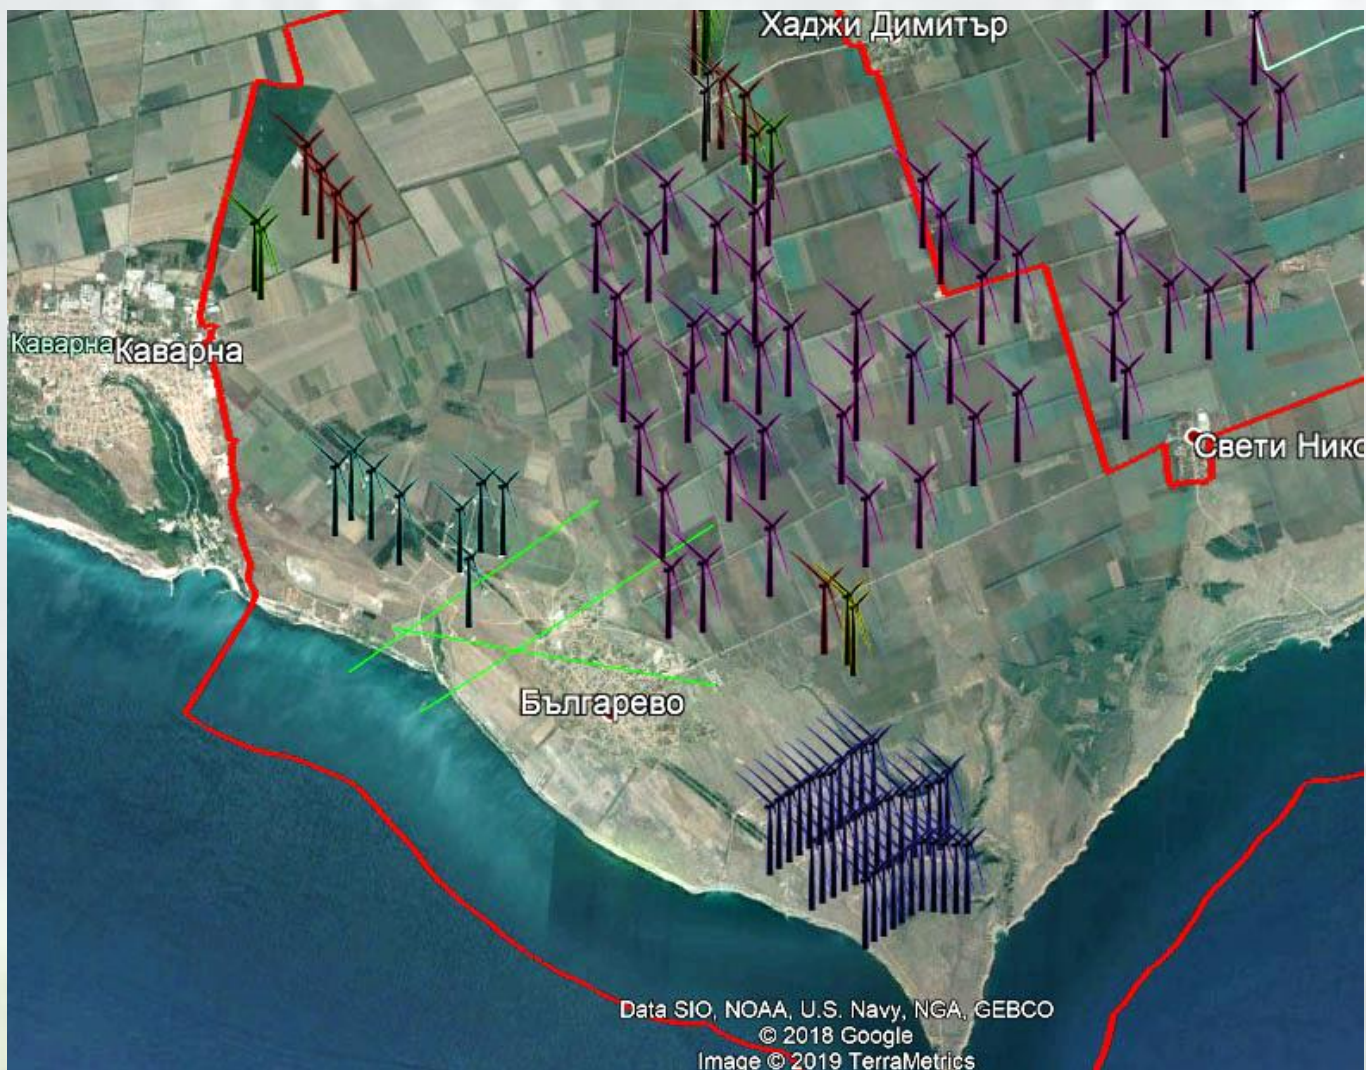 Хаджи Димитър
Каварна
Каварна
Свети Нико
Българево
Data SIO, NOAA, U.S. Navy, NGA, GEBCO
© 2018 Google
Image © 2019 TerraMetrics